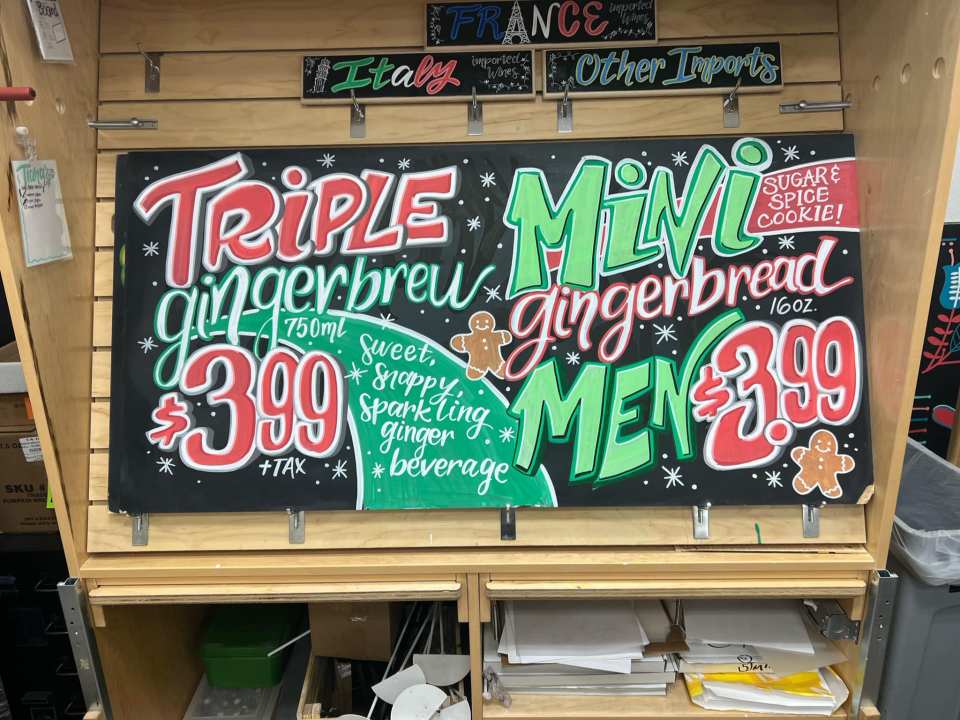 FRANCE imported Wines
Italy imported Wines
Other Imports
TRiPLE
gingerbrew
750ml
$3.99
+TAX
Sweet,
snappy,
sparkling
ginger
beverage
MiNi
SUGAR &
SPICE
COOKIE!
gingerbread
16oz.
MEN
$3.99
SKU #